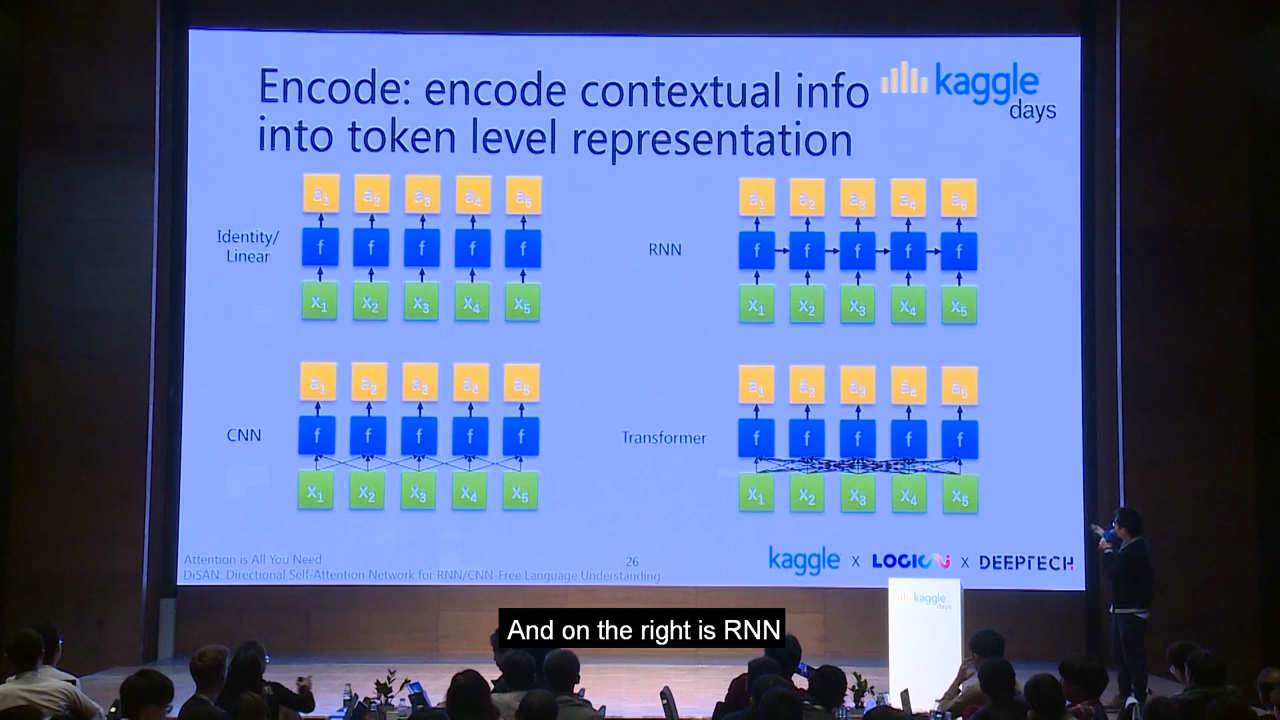 Encode: encode contextual info
into token level representation
kaggle
days
a₁ a₂ a₃ a₄ a₅
Identity/
Linear
f f f f f
x₁ x₂ x₃ x₄ x₅
a₁ a₂ a₃ a₄ a₅
RNN
f f f f f
x₁ x₂ x₃ x₄ x₅
a₁ a₂ a₃ a₄ a₅
CNN
f f f f f
x₁ x₂ x₃ x₄ x₅
a₁ a₂ a₃ a₄ a₅
Transformer
f f f f f
x₁ x₂ x₃ x₄ x₅
Attention is All You Need
DiSAN: Directional Self-Attention Network for RNN/CNN-Free Language Understanding
26
kaggle x LOGIC x DEEPTECH
kaggle
days
And on the right is RNN